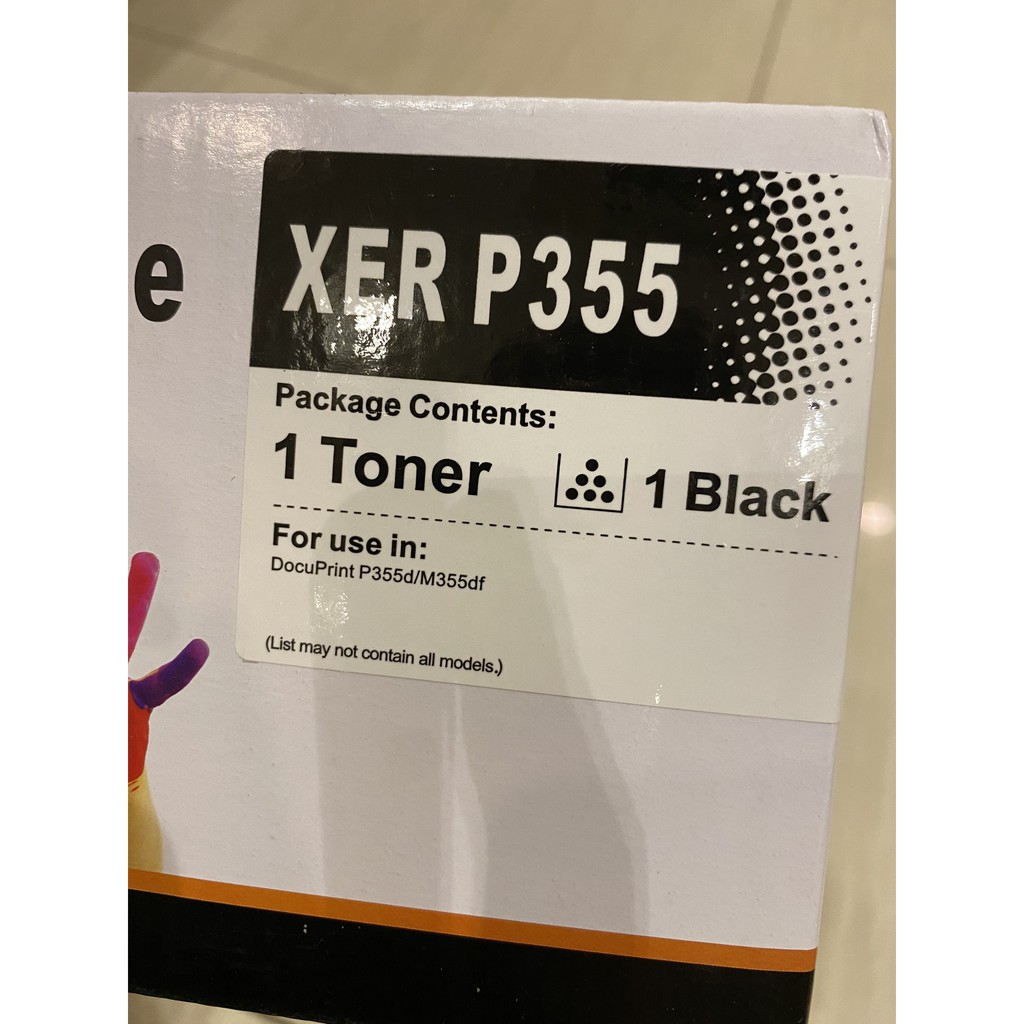 e
XER P355
Package Contents:
1 Toner 1 Black
For use in:
DocuPrint P355d/M355df
(List may not contain all models.)